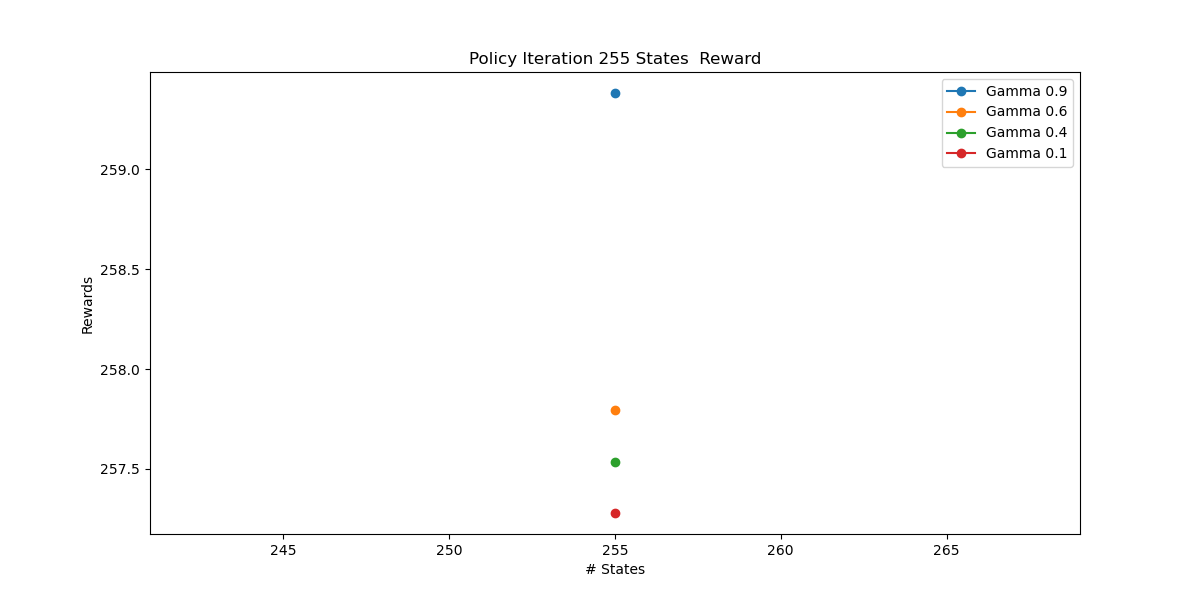 Policy Iteration 255 States  Reward
Gamma 0.9
Gamma 0.6
Gamma 0.4
Gamma 0.1
Rewards
259.0
258.5
258.0
257.5
245 250 255 260 265
# States